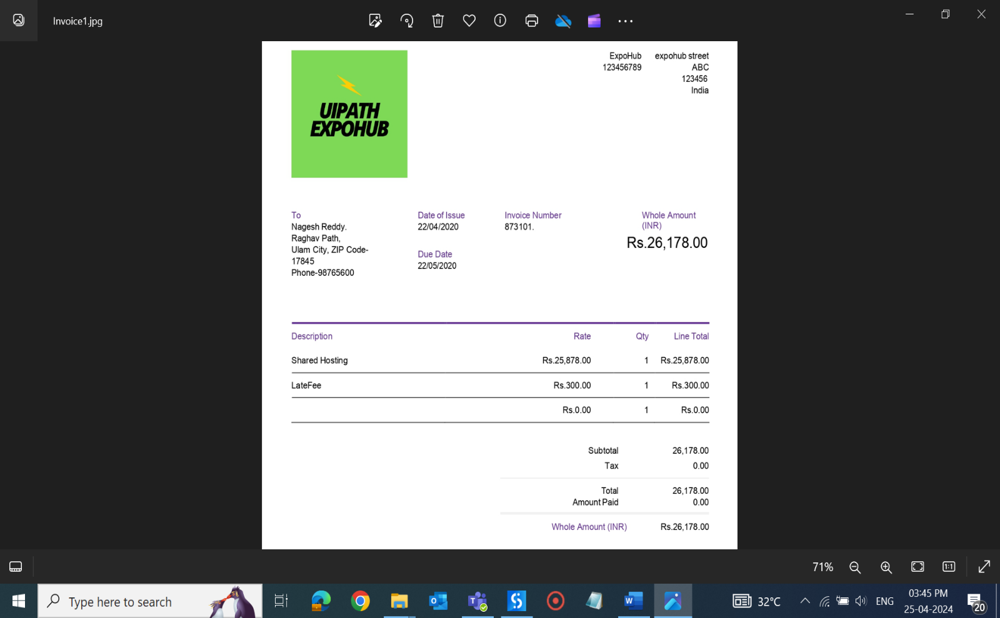 Invoice1.jpg
UIPATH
EXPOHUB
ExpoHub
123456789
expohub street
ABC
123456
India
To
Nagesh Reddy.
Raghav Path,
Ulam City, ZIP Code-
17845
Phone-98765600
Date of Issue
22/04/2020
Due Date
22/05/2020
Invoice Number
873101.
Whole Amount
(INR)
Rs.26,178.00
Description Rate Qty Line Total
Shared Hosting Rs.25,878.00 1 Rs.25,878.00
LateFee Rs.300.00 1 Rs.300.00
Rs.0.00 1 Rs.0.00
Subtotal 26,178.00
Tax 0.00
Total 26,178.00
Amount Paid 0.00
Whole Amount (INR) Rs.26,178.00
71%
1:1
Type here to search
32°C
ENG
03:45 PM
25-04-2024
20